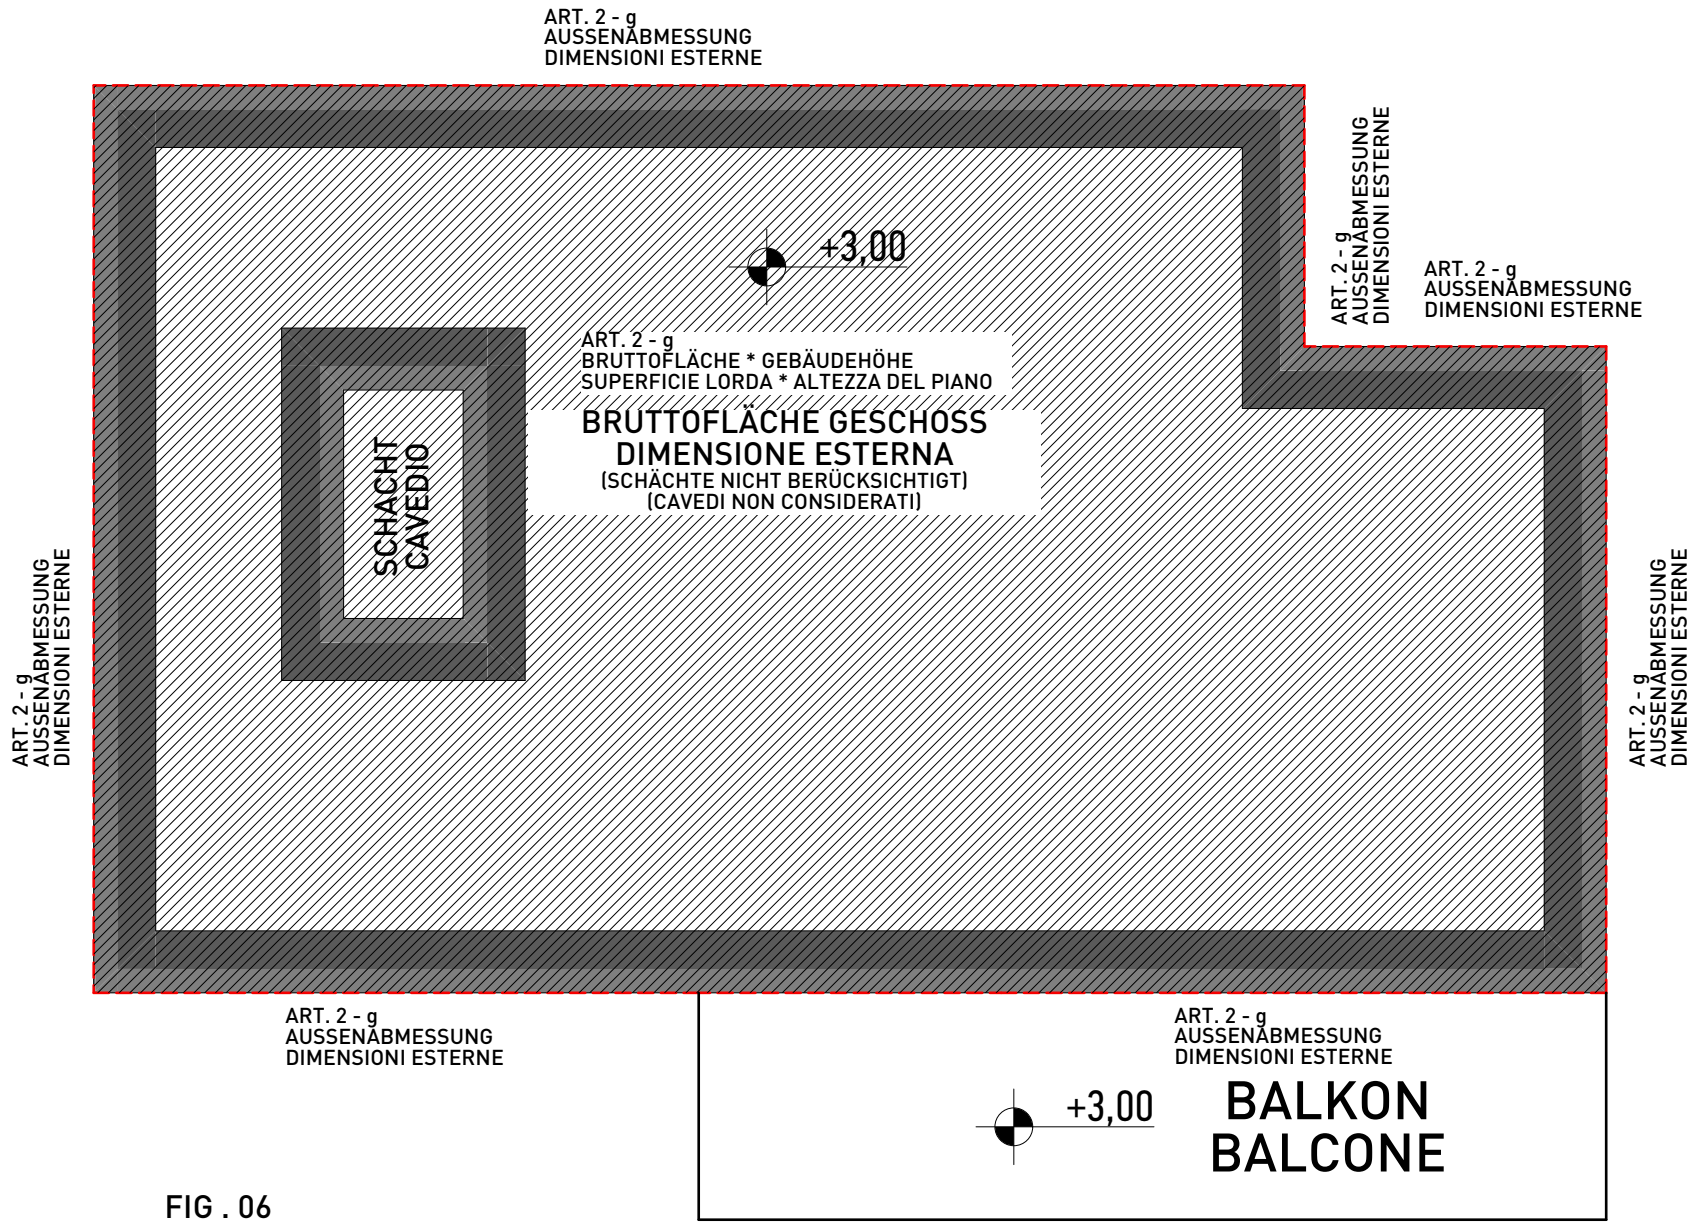 ART. 2 - g
AUSSENABMESSUNG
DIMENSIONI ESTERNE
ART. 2 - g
AUSSENABMESSUNG
DIMENSIONI ESTERNE
+3,00
ART. 2 - g
AUSSENABMESSUNG
DIMENSIONI ESTERNE
ART. 2 - g
BRUTTOFLÄCHE * GEBÄUDEHÖHE
SUPERFICIE LORDA * ALTEZZA DEL PIANO
BRUTTOFLÄCHE GESCHOSS
DIMENSIONE ESTERNA
(SCHÄCHTE NICHT BERÜCKSICHTIGT)
(CAVEDI NON CONSIDERATI)
SCHACHT
CAVEDIO
ART. 2 - g
AUSSENABMESSUNG
DIMENSIONI ESTERNE
ART. 2 - g
AUSSENABMESSUNG
DIMENSIONI ESTERNE
ART. 2 - g
AUSSENABMESSUNG
DIMENSIONI ESTERNE
ART. 2 - g
AUSSENABMESSUNG
DIMENSIONI ESTERNE
+3,00
BALKON
BALCONE
FIG . 06